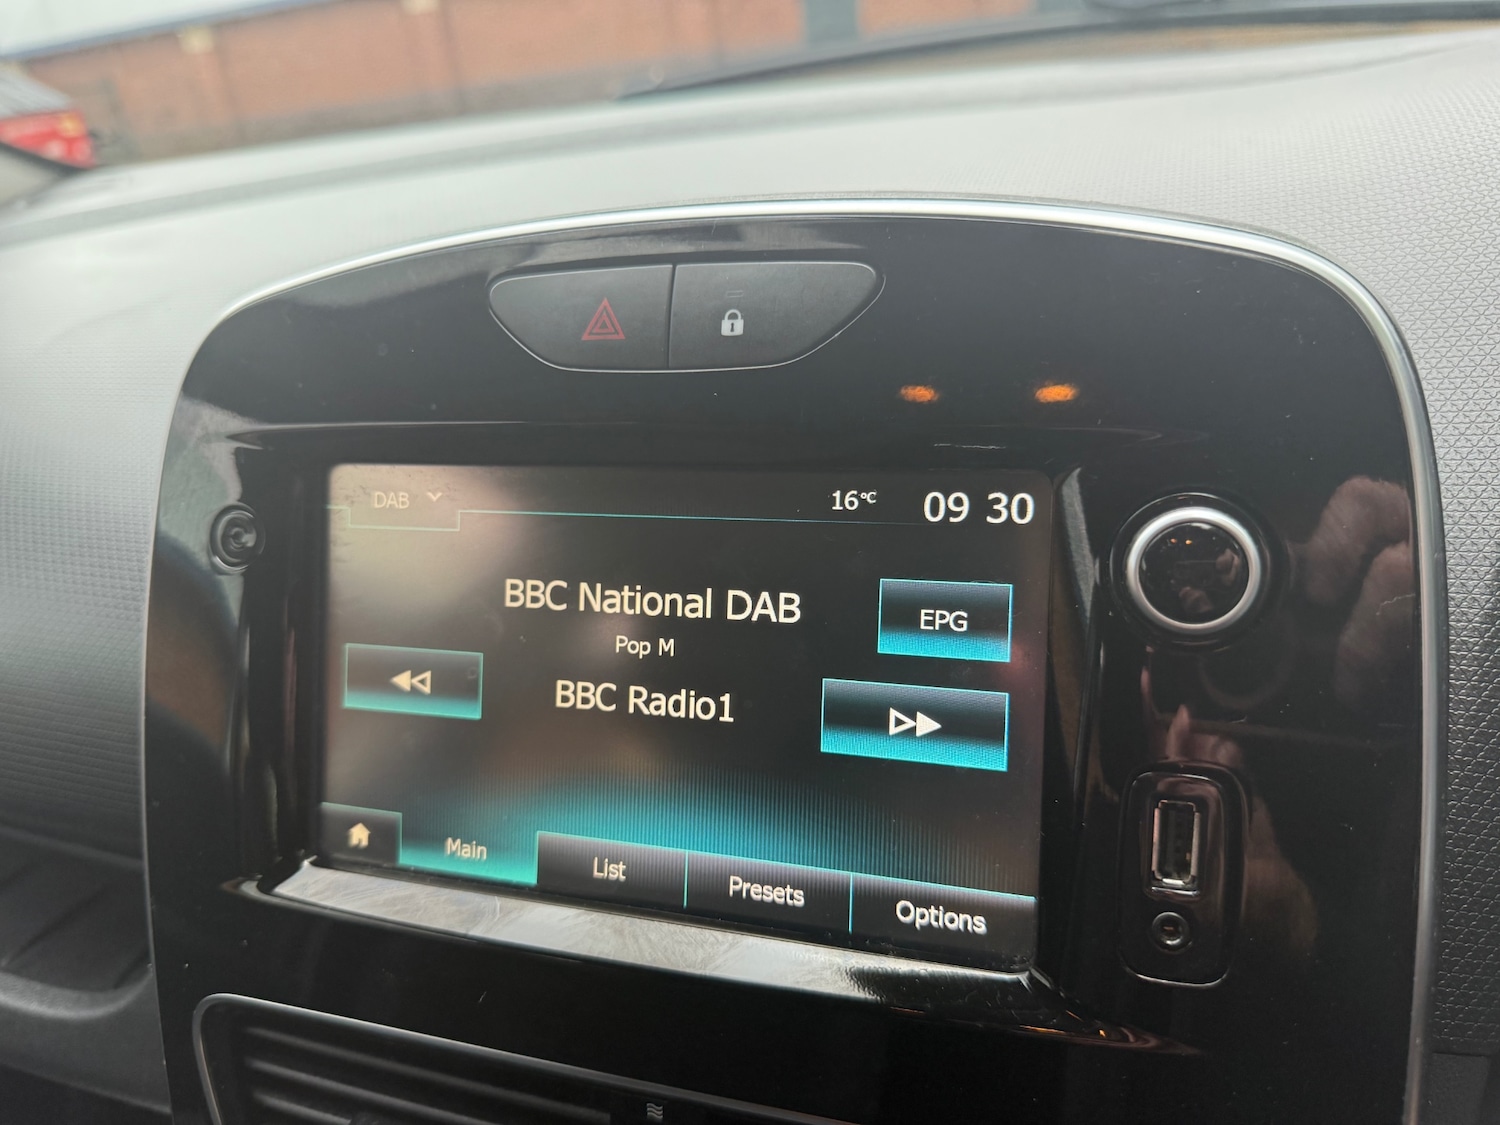 DAB
16°C
09 30
BBC National DAB
EPG
Pop M
BBC Radio1
Main
List
Presets
Options